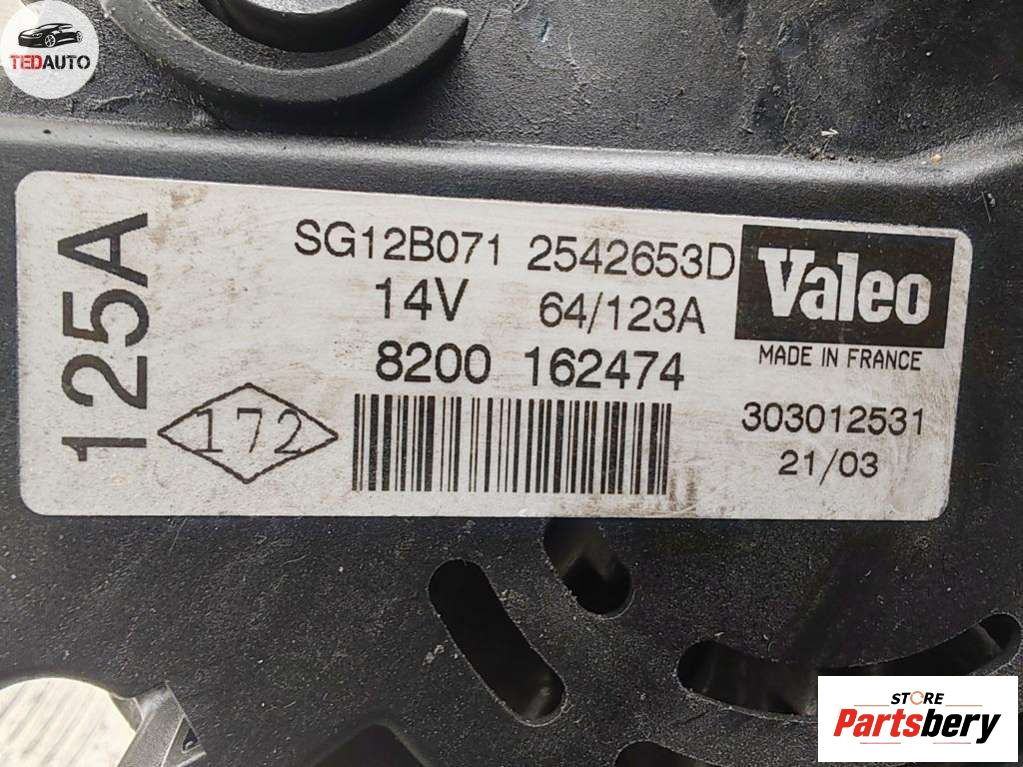 TEDAUTO
125A
SG12B071 2542653D
14V 64/123A
8200 162474
172
Valeo
MADE IN FRANCE
303012531
21/03
STORE
Partsbery